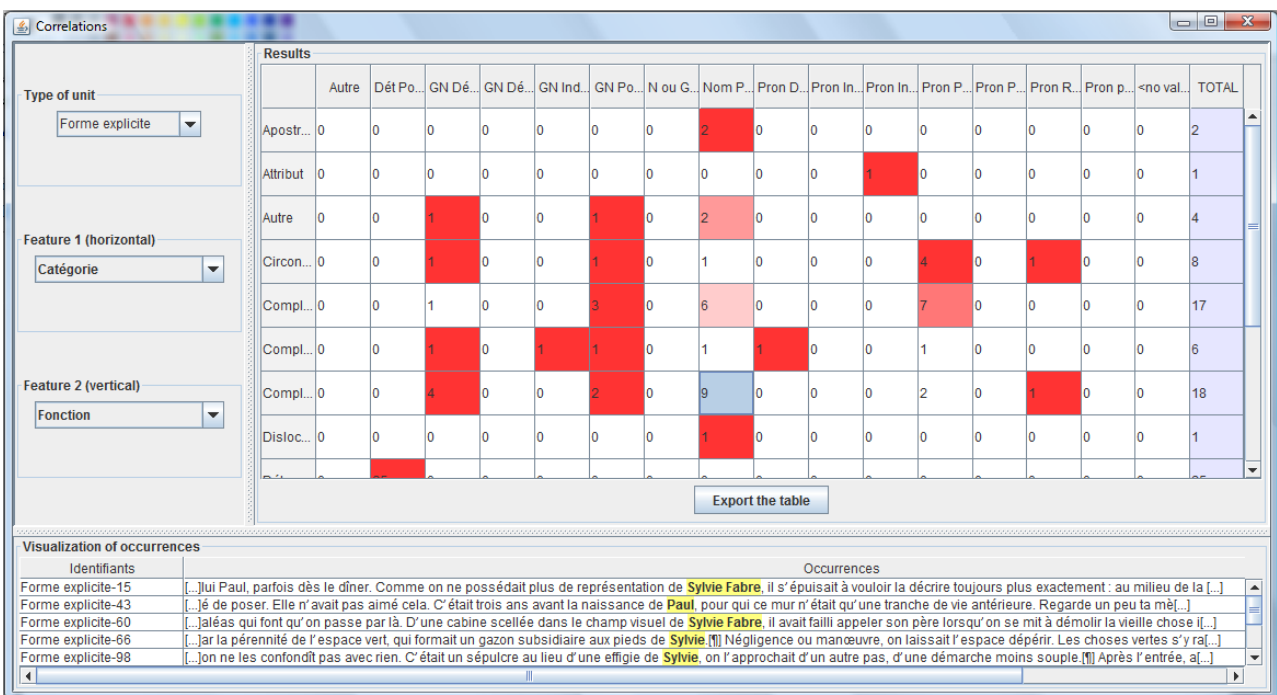 Correlations
Type of unit
Forme explicite
Feature 1 (horizontal)
Catégorie
Feature 2 (vertical)
Fonction
Results
Autre Dét Po... GN Dé... GN Dé... GN Ind... GN Po... N ou G... Nom P... Pron D... Pron In... Pron In... Pron P... Pron P... Pron R... Pron p... <no val... TOTAL
Apostr... 0 0 0 0 0 0 0 2 0 0 0 0 0 0 0 0 2
Attribut 0 0 0 0 0 0 0 0 0 0 1 0 0 0 0 0 1
Autre 0 0 1 0 0 1 0 2 0 0 0 0 0 0 0 0 4
Circon... 0 0 1 0 0 1 0 1 0 0 0 4 0 1 0 0 8
Compl... 0 0 1 0 0 3 0 6 0 0 0 7 0 0 0 0 17
Compl... 0 0 1 0 1 1 0 1 1 0 0 1 0 0 0 0 6
Compl... 0 0 4 0 0 2 0 9 0 0 0 2 0 1 0 0 18
Disloc... 0 0 0 0 0 0 0 1 0 0 0 0 0 0 0 0 1
Export the table
Visualization of occurrences
Identifiants Occurrences
Forme explicite-15 [...]lui Paul, parfois dès le dîner. Comme on ne possédait plus de représentation de Sylvie Fabre, il s'épuisait à vouloir la décrire toujours plus exactement : au milieu de la [...]
Forme explicite-43 [...]é de poser. Elle n'avait pas aimé cela. C'était trois ans avant la naissance de Paul, pour qui ce mur n'était qu'une tranche de vie antérieure. Regarde un peu ta mè[...]
Forme explicite-60 [...]aléas qui font qu'on passe par là. D'une cabine scellée dans le champ visuel de Sylvie Fabre, il avait failli appeler son père lorsqu'on se mit à démolir la vieille chose i[...]
Forme explicite-66 [...]ar la pérennité de l'espace vert, qui formait un gazon subsidiaire aux pieds de Sylvie.[¶] Négligence ou manœuvre, on laissait l'espace dépérir. Les choses vertes s'y ra[...]
Forme explicite-98 [...]on ne les confondît pas avec rien. C'était un sépulcre au lieu d'une effigie de Sylvie, on l'approchait d'un autre pas, d'une démarche moins souple.[¶] Après l'entrée, a[...]